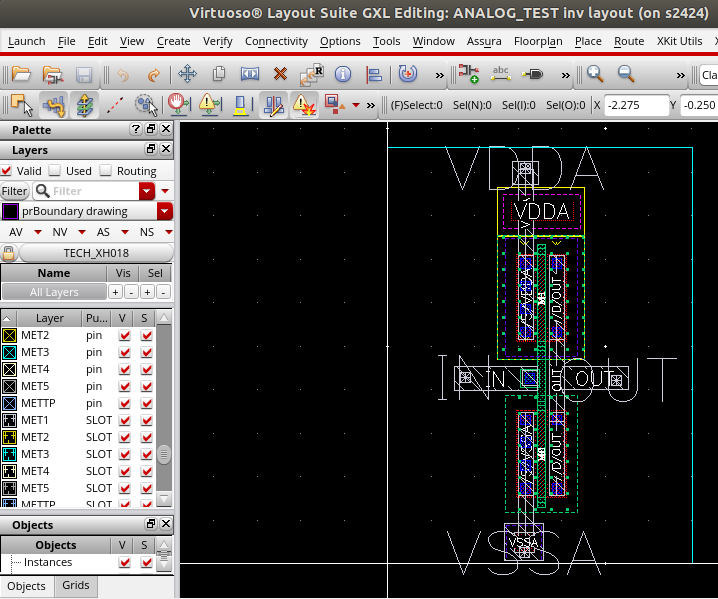 Virtuoso® Layout Suite GXL Editing: ANALOG_TEST inv layout (on s2424)
Launch File Edit View Create Verify Connectivity Options Tools Window Assura Floorplan Place Route XKit Utils
abc Cla
(F)Select:0 Sel(N):0 Sel(I):0 Sel(O):0 X -2.275 Y -0.250
Palette
Layers
Valid Used Routing
Filter Filter
prBoundary drawing
AV NV AS NS
TECH_XH018
Name Vis Sel
All Layers + - + -
Layer Pu... V S
MET2 pin
MET3 pin
MET4 pin
MET5 pin
METTP pin
MET1 SLOT
MET2 SLOT
MET3 SLOT
MET4 SLOT
MET5 SLOT
METTP SLOT
Objects
Objects V S
Instances
Objects Grids
VDDA
VDDA
/D/OUT
IN OUT
IN OUT
OUT
/S/VSSA
/D/OUT
VSSA
VSSA